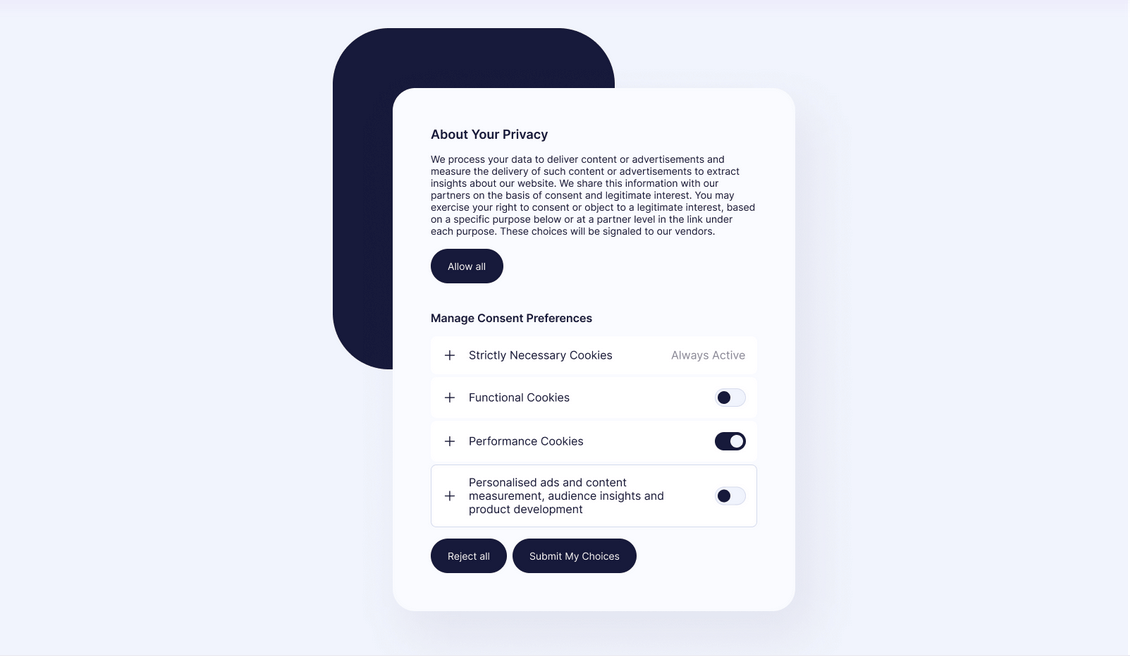 About Your Privacy
We process your data to deliver content or advertisements and
measure the delivery of such content or advertisements to extract
insights about our website. We share this information with our
partners on the basis of consent and legitimate interest. You may
exercise your right to consent or object to a legitimate interest, based
on a specific purpose below or at a partner level in the link under
each purpose. These choices will be signaled to our vendors.
Allow all
Manage Consent Preferences
Strictly Necessary Cookies Always Active
Functional Cookies
Performance Cookies
Personalised ads and content
measurement, audience insights and
product development
Reject all Submit My Choices